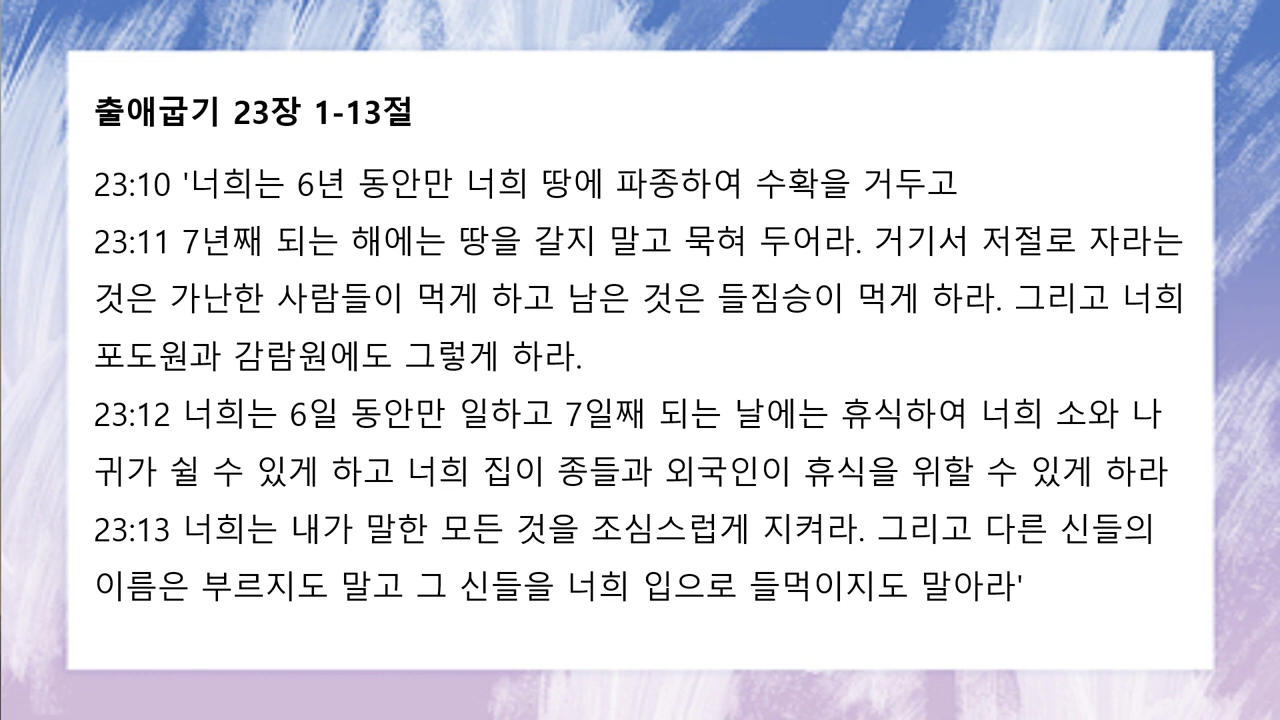 출애굽기 23장 1-13절
23:10 '너희는 6년 동안만 너희 땅에 파종하여 수확을 거두고
23:11 7년째 되는 해에는 땅을 갈지 말고 묵혀 두어라. 거기서 저절로 자라는
것은 가난한 사람들이 먹게 하고 남은 것은 들짐승이 먹게 하라. 그리고 너희
포도원과 감람원에도 그렇게 하라.
23:12 너희는 6일 동안만 일하고 7일째 되는 날에는 휴식하여 너희 소와 나
귀가 쉴 수 있게 하고 너희 집이 종들과 외국인이 휴식을 위할 수 있게 하라
23:13 너희는 내가 말한 모든 것을 조심스럽게 지켜라. 그리고 다른 신들의
이름은 부르지도 말고 그 신들을 너희 입으로 들먹이지도 말아라'